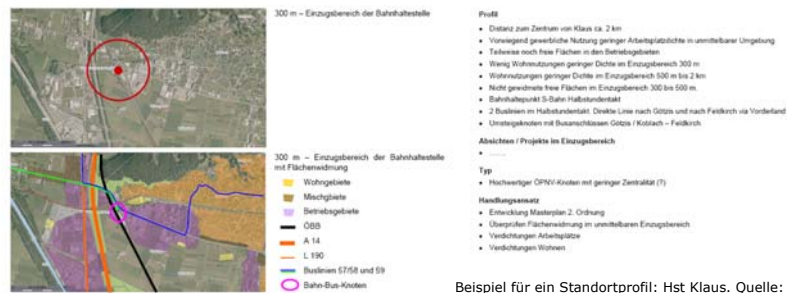 300 m – Einzugsbereich der Bahnhaltestelle
300 m – Einzugsbereich der Bahnhaltestelle
mit Flächenwidmung
Wohngebiete
Mischgebiete
Betriebsgebiete
ÖBB
A 14
L 190
Buslinien 57/58 und 59
Bahn-Bus-Knoten
Profil
• Distanz zum Zentrum von Klaus ca. 2 km
• Vorwiegend gewerbliche Nutzung geringer Arbeitsplatzdichte in unmittelbarer Umgebung
• Teilweise noch freie Flächen in den Betriebsgebieten
• Wenig Wohnnutzungen geringer Dichte im Einzugsbereich 300 m
• Wohnnutzungen geringer Dichte im Einzugsbereich 500 m bis 2 km
• Nicht gewidmete freie Flächen im Einzugsbereich 300 bis 500 m.
• Bahnhaltepunkt S-Bahn Halbstundentakt
• 2 Buslinien im Halbstundentakt. Direkte Linie nach Götzis und nach Feldkirch via Vorderland
• Umsteigeknoten mit Busanschlüssen Götzis / Koblach – Feldkirch.
Absichten / Projekte im Einzugsbereich
• ........
Typ
• Hochwertiger ÖPNV-Knoten mit geringer Zentralität (?)
Handlungsansatz
• Entwicklung Masterplan 2. Ordnung
• Überprüfen Flächenwidmung im unmittelbaren Einzugsbereich
• Verdichtungen Arbeitsplätze
• Verdichtungen Wohnen
Beispiel für ein Standortprofil: Hst Klaus. Quelle: